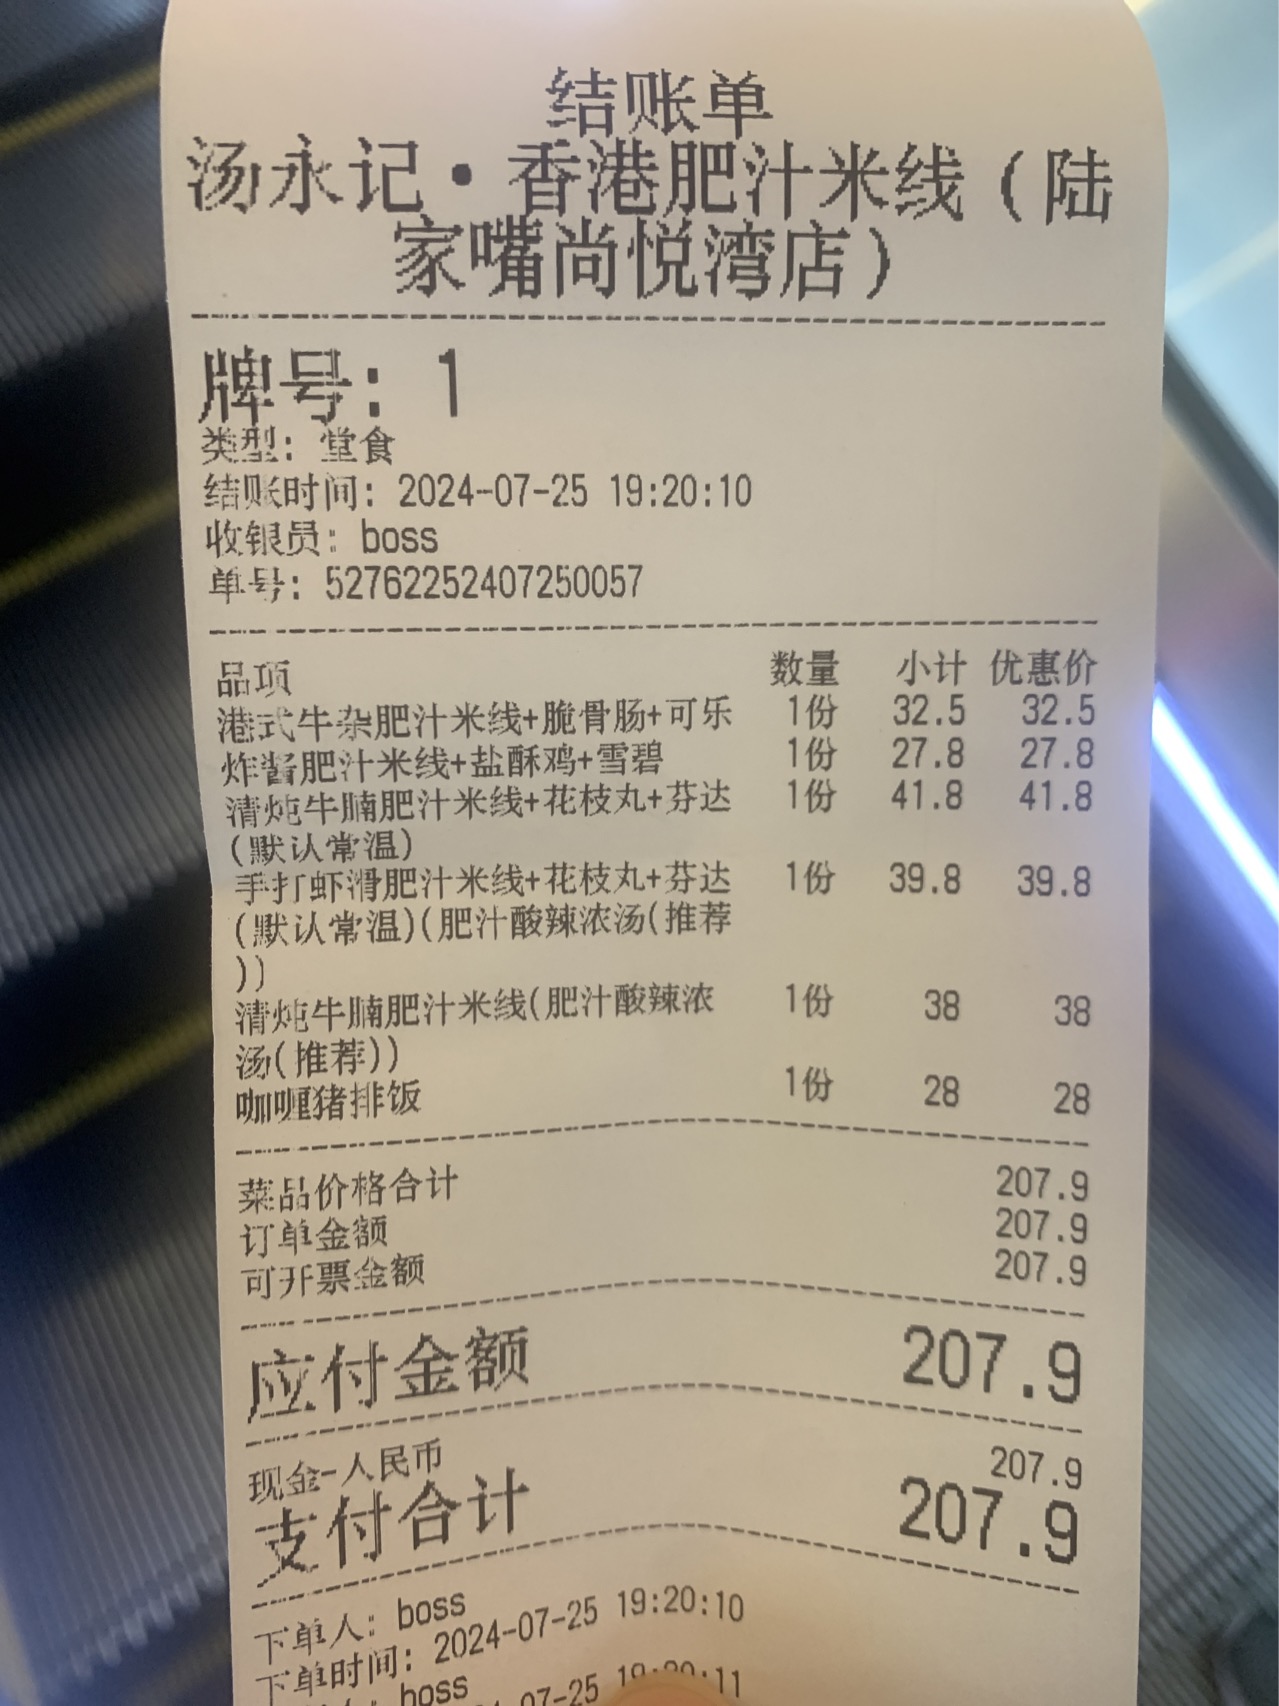 结账单
汤永记·香港肥汁米线（陆
家嘴尚悦湾店）
牌号：1
类型：堂食
结账时间：2024-07-25 19:20:10
收银员：boss
单号：52762252407250057
品项 数量 小计 优惠价
港式牛杂肥汁米线+脆骨肠+可乐 1份 32.5 32.5
炸酱肥汁米线+盐酥鸡+雪碧 1份 27.8 27.8
清炖牛腩肥汁米线+花枝丸+芬达 1份 41.8 41.8
(默认常温)
手打虾滑肥汁米线+花枝丸+芬达 1份 39.8 39.8
(默认常温)(肥汁酸辣浓汤(推荐
))
清炖牛腩肥汁米线(肥汁酸辣浓 1份 38 38
汤(推荐))
咖喱猪排饭 1份 28 28
菜品价格合计 207.9
订单金额 207.9
可开票金额 207.9
应付金额 207.9
现金-人民币 207.9
支付合计 207.9
下单人：boss
下单时间：2024-07-25 19:20:10
boss
07-25